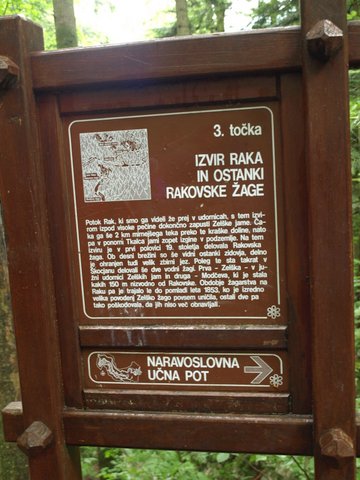 3. točka
IZVIR RAKA
IN OSTANKI
RAKOVSKE ŽAGE
Potok Rak, ki smo ga videli že prej v udornicah, s tem izvi-
rom izpod visoke pečine dokončno zapusti Zelške jame. Ča-
ka ga še 2 km mirnejšega teka preko te kraške doline, nato
pa v ponorni Tkalca jami zopet izgine v podzemlje. Na tem
izviru je v prvi polovici 19. stoletja delovala Rakovska
žaga. Ob desni brežini so še vidni ostanki zidovja, delno
je ohranjen tudi velik zbirni jez. Poleg te sta takrat v
Škocjanu delovali še dve vodni žagi. Prva - Zelška - v ju-
žni udornici Zelških jam in druga - Modčeva, ki je stala
kakih 150 m nizvodno od Rakovske. Obdobje žagarstva na
Raku pa je trajalo le do pomladi leta 1853, ko je izredno
velika povodenj Zelško žago povsem uničila, ostali dve pa
tako poškodovala, da jih niso več obnavljali.
NARAVOSLOVNA
UČNA POT